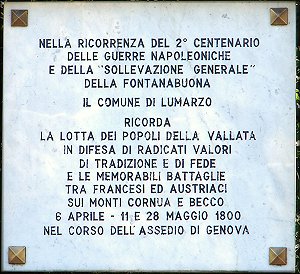 NELLA RICORRENZA DEL 2° CENTENARIO
DELLE GUERRE NAPOLEONICHE
E DELLA "SOLLEVAZIONE GENERALE"
DELLA FONTANABUONA
IL COMUNE DI LUMARZO
RICORDA
LA LOTTA DEI POPOLI DELLA VALLATA
IN DIFESA DI RADICATI VALORI
DI TRADIZIONE E DI FEDE
E LE MEMORABILI BATTAGLIE
TRA FRANCESI ED AUSTRIACI
SUI MONTI CORNUA E BECCO
6 APRILE - 11 E 28 MAGGIO 1800
NEL CORSO DELL'ASSEDIO DI GENOVA